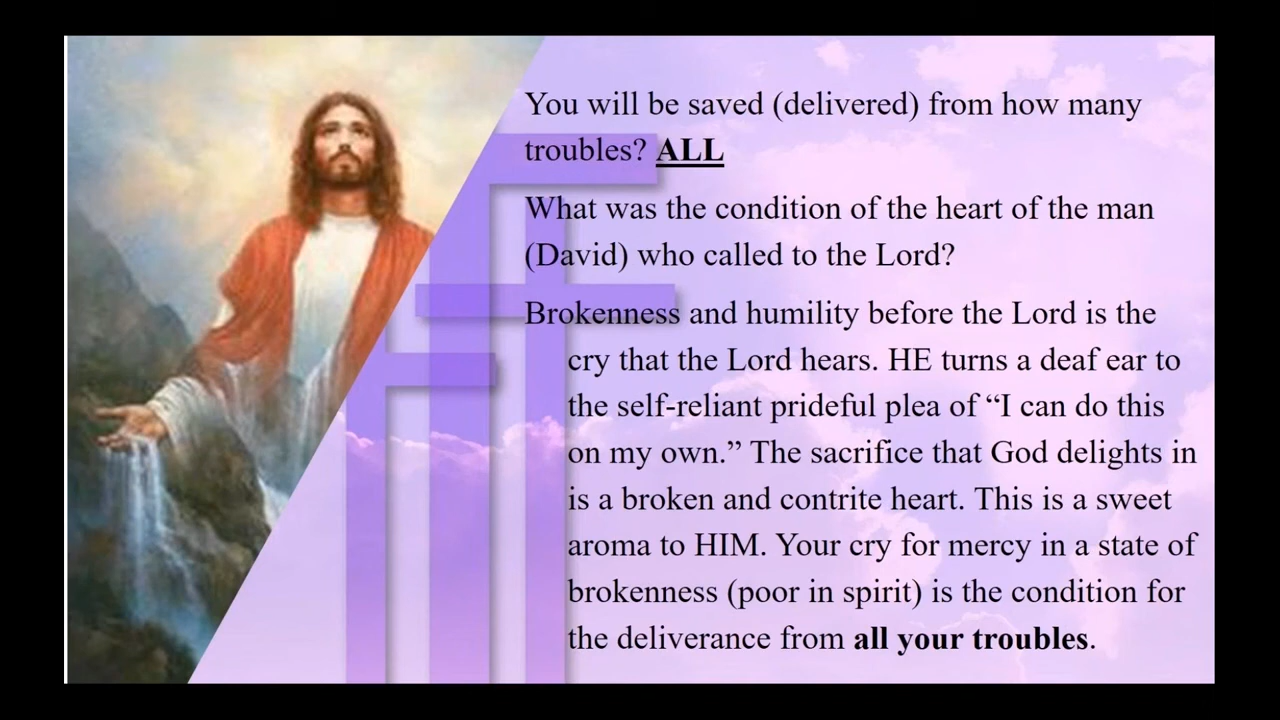 You will be saved (delivered) from how many
troubles? ALL
What was the condition of the heart of the man
(David) who called to the Lord?
Brokenness and humility before the Lord is the
cry that the Lord hears. HE turns a deaf ear to
the self-reliant prideful plea of “I can do this
on my own.” The sacrifice that God delights in
is a broken and contrite heart. This is a sweet
aroma to HIM. Your cry for mercy in a state of
brokenness (poor in spirit) is the condition for
the deliverance from all your troubles.